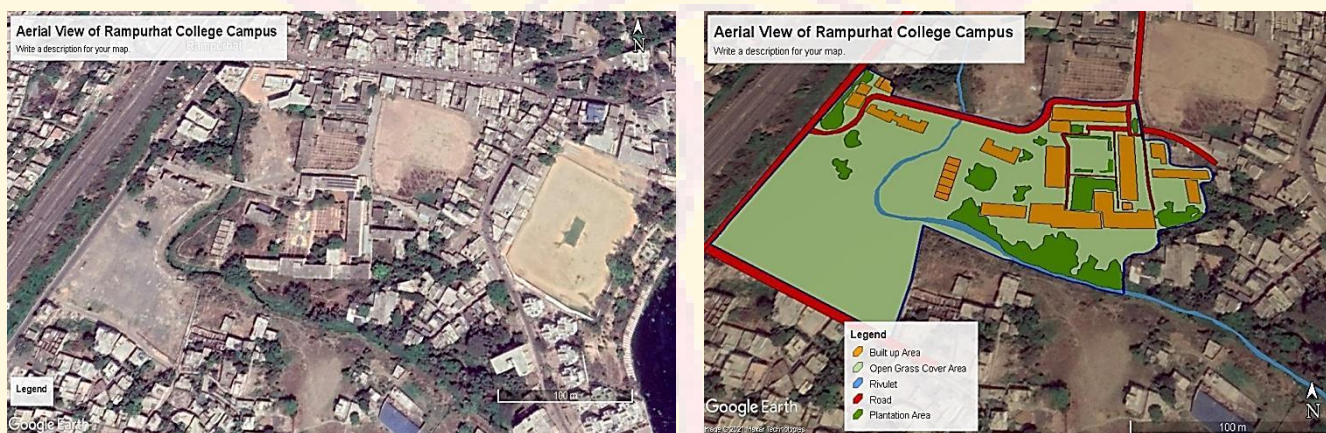 Aerial View of Rampurhat College Campus
Write a description for your map.
Rampurhat
N
Legend
100 m
Google Earth
Aerial View of Rampurhat College Campus
Write a description for your map.
Legend
Built up Area
Open Grass Cover Area
Rivulet
Road
Plantation Area
Google Earth
N
100 m